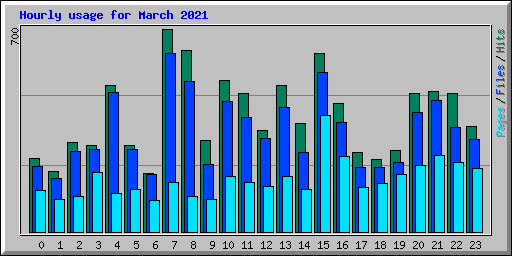 Hourly usage for March 2021
700
Pages/Files/Hits
0 1 2 3 4 5 6 7 8 9 10 11 12 13 14 15 16 17 18 19 20 21 22 23